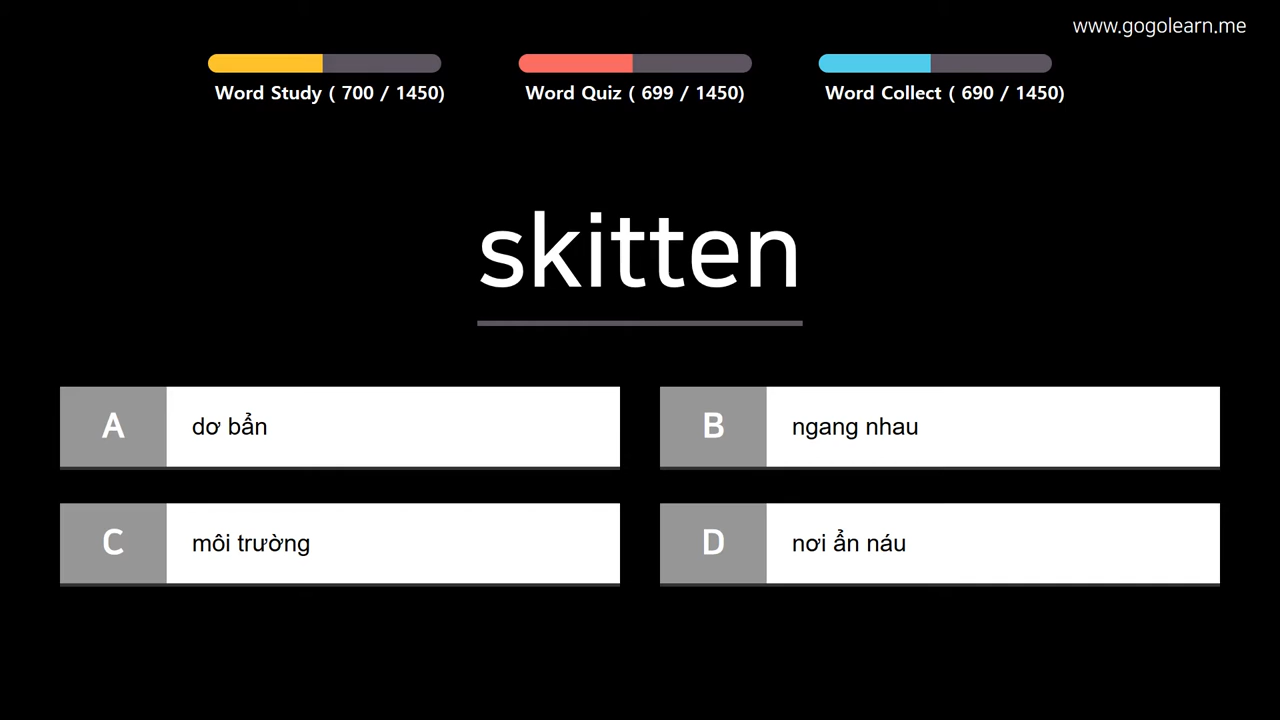 www.gogolearn.me
Word Study ( 700 / 1450)
Word Quiz ( 699 / 1450)
Word Collect ( 690 / 1450)
skitten
A
dơ bẩn
B
ngang nhau
C
môi trường
D
nơi ẩn náu